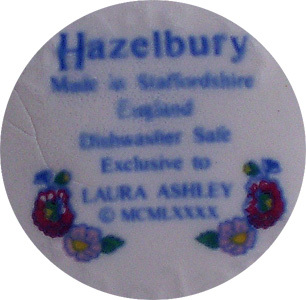 Hazelbury
Made in Staffordshire
England
Dishwasher Safe
Exclusive to
LAURA ASHLEY
© MCMLXXXX